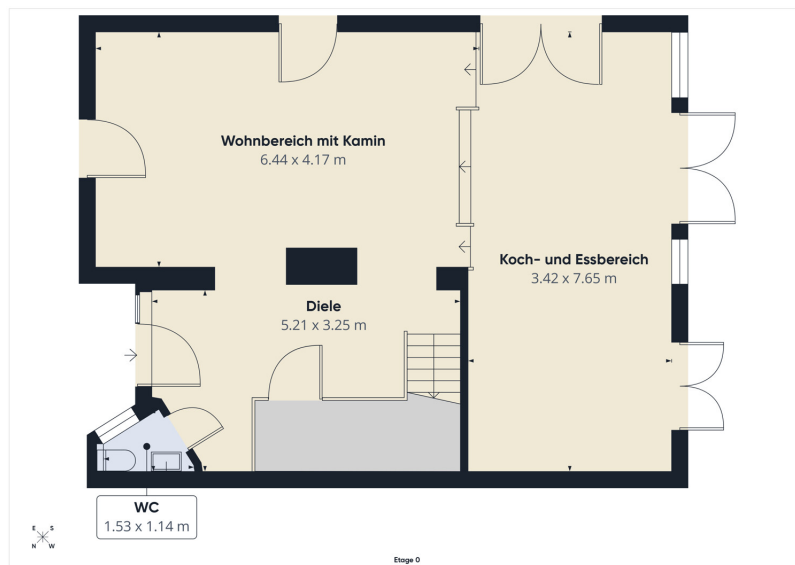 Wohnbereich mit Kamin
6.44 x 4.17 m
Koch- und Essbereich
3.42 x 7.65 m
Diele
5.21 x 3.25 m
WC
1.53 x 1.14 m
E S
N W
Etage 0